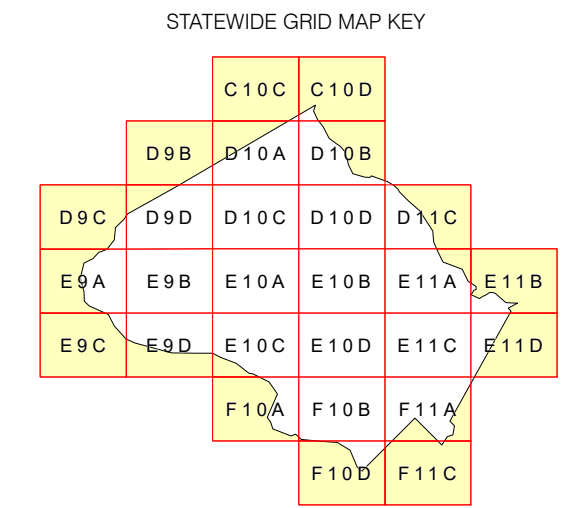 STATEWIDE GRID MAP KEY
C10C C10D
D9B D10A D10B
D9C D9D D10C D10D D11C
E9A E9B E10A E10B E11A E11B
E9C E9D E10C E10D E11C E11D
F10A F10B F11A
F10D F11C